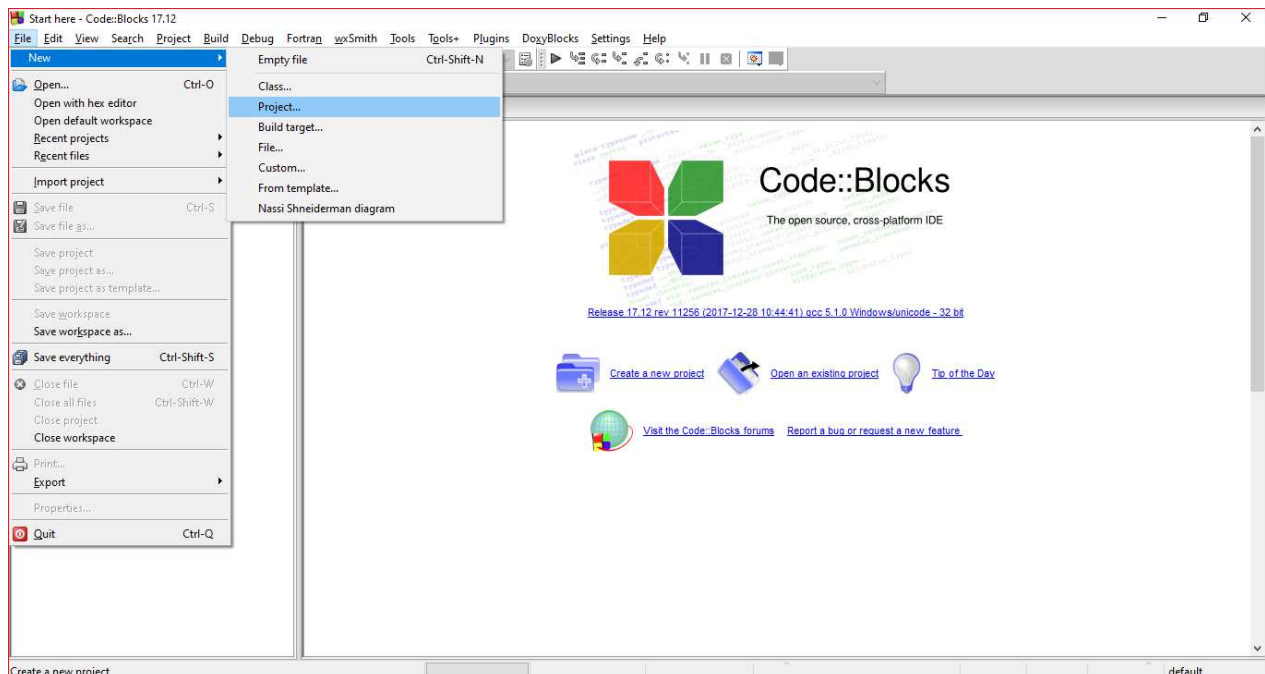 Start here - Code::Blocks 17.12
File Edit View Search Project Build Debug Fortran wxSmith Tools Tools+ Plugins DoxyBlocks Settings Help
New
Open... Ctrl-O
Open with hex editor
Open default workspace
Recent projects
Recent files
Import project
Save file Ctrl-S
Save file as...
Save project
Save project as...
Save project as template...
Save workspace
Save workspace as...
Save everything Ctrl-Shift-S
Close file Ctrl-W
Close all files Ctrl-Shift-W
Close project
Close workspace
Print...
Export
Properties...
Quit Ctrl-Q
Empty file Ctrl-Shift-N
Class...
Project...
Build target...
File...
Custom...
From template...
Nassi Shneiderman diagram
Code::Blocks
The open source, cross-platform IDE
Release 17.12 rev 11256 (2017-12-28 10:44:41) gcc 5.1.0 Windows/unicode - 32 bit
Create a new project Open an existing project Tip of the Day
Visit the Code::Blocks forums Report a bug or request a new feature
Create a new project default